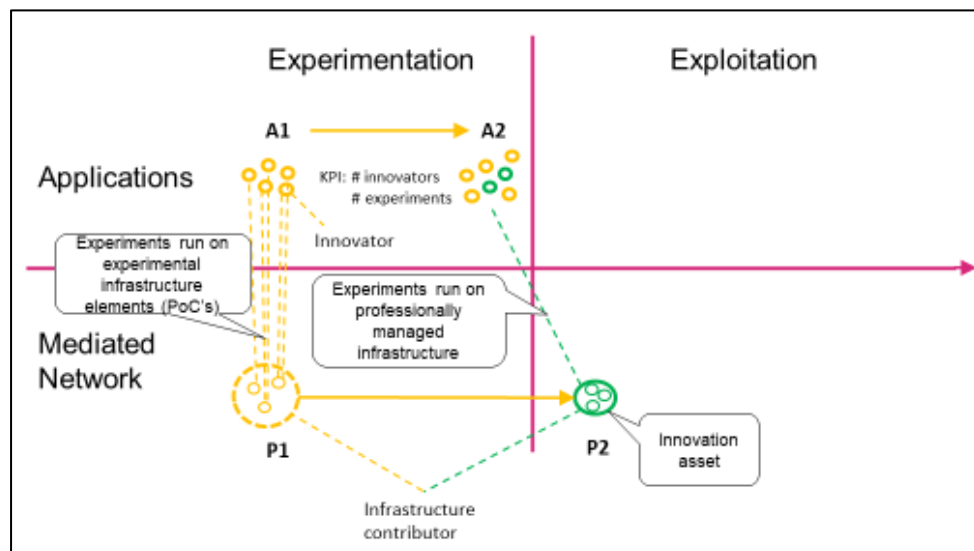 Experimentation
Exploitation
A1
A2
Applications
KPI: # innovators
# experiments
Innovator
Experiments run on
experimental
infrastructure
elements (PoC's)
Experiments run on
professionally
managed
infrastructure
Mediated
Network
P1
P2
Innovation
asset
Infrastructure
contributor